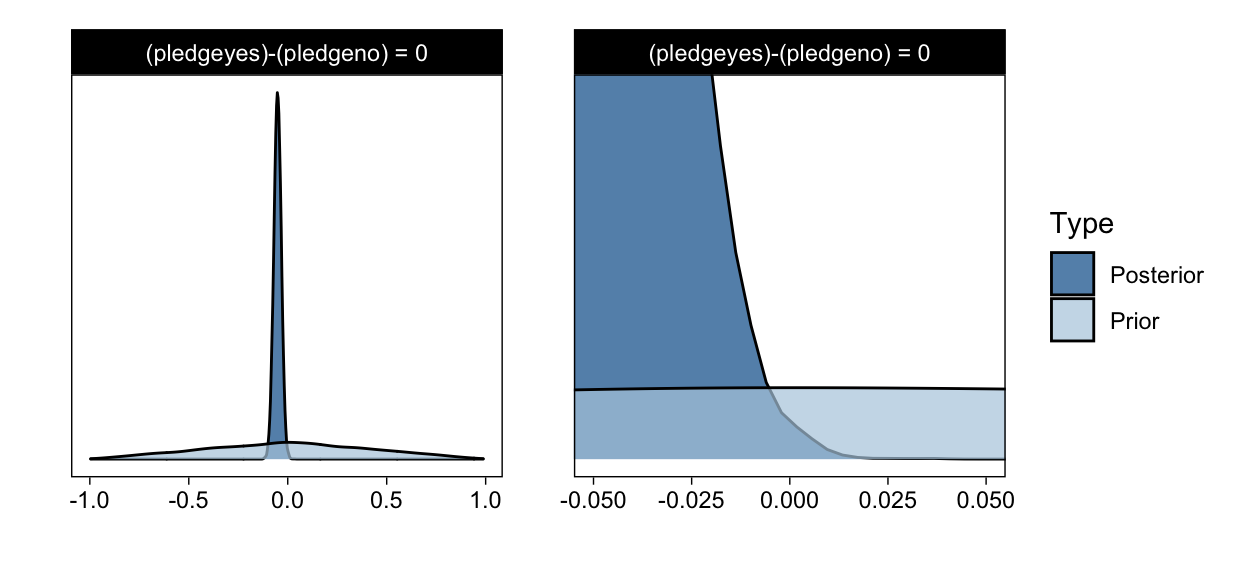 (pledgeyes)-(pledgeno) = 0
-1.0 -0.5 0.0 0.5 1.0
(pledgeyes)-(pledgeno) = 0
-0.050 -0.025 0.000 0.025 0.050
Type
Posterior
Prior